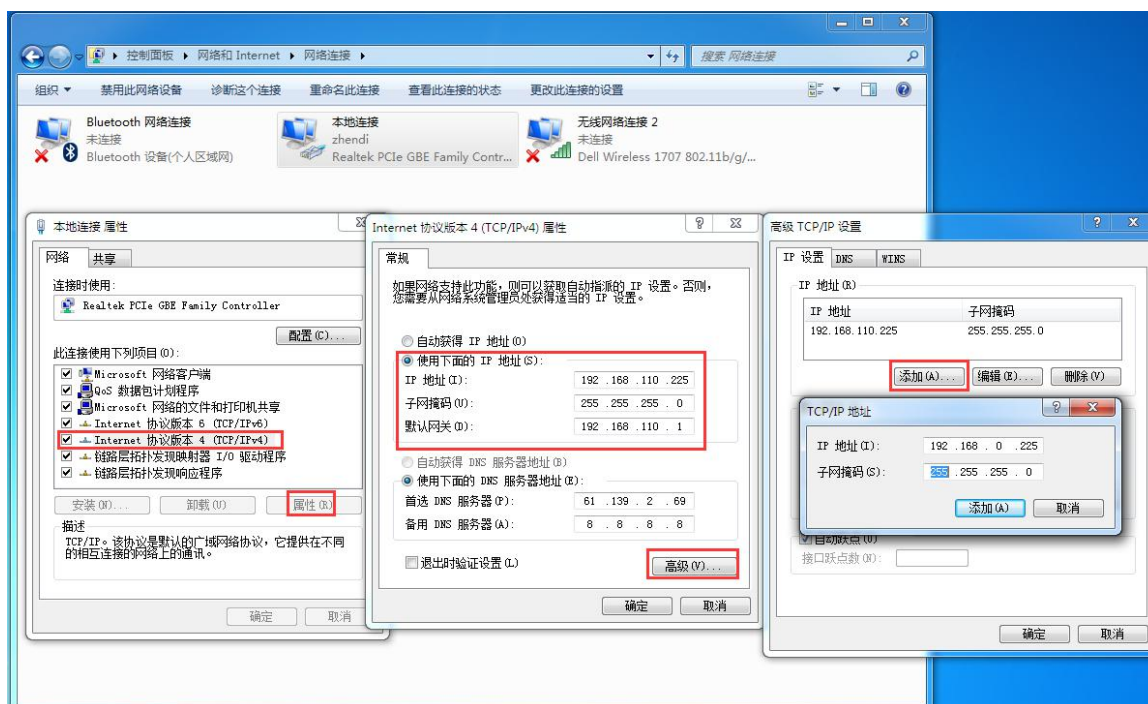 控制面板 ▸ 网络和 Internet ▸ 网络连接 ▸
搜索 网络连接
组织 禁用此网络设备 诊断这个连接 重命名此连接 查看此连接的状态 更改此连接的设置
Bluetooth 网络连接
未连接
Bluetooth 设备(个人区域网)
本地连接
zhendi
Realtek PCIe GBE Family Contr...
无线网络连接 2
未连接
Dell Wireless 1707 802.11b/g/...
本地连接 属性
网络 共享
连接时使用:
Realtek PCIe GBE Family Controller
配置(C)...
此连接使用下列项目(O):
Microsoft 网络客户端
QoS 数据包计划程序
Microsoft 网络的文件和打印机共享
Internet 协议版本 6 (TCP/IPv6)
Internet 协议版本 4 (TCP/IPv4)
链路层拓扑发现映射器 I/O 驱动程序
链路层拓扑发现响应程序
安装(N)... 卸载(U) 属性(R)
描述
TCP/IP。该协议是默认的广域网络协议，它提供在不同
的相互连接的网络上的通讯。
确定 取消
Internet 协议版本 4 (TCP/IPv4) 属性
常规
如果网络支持此功能，则可以获取自动指派的 IP 设置。否则，
您需要从网络系统管理员处获得适当的 IP 设置。
自动获得 IP 地址(O)
使用下面的 IP 地址(S):
IP 地址(I): 192 .168 .110 .225
子网掩码(U): 255 .255 .255 . 0
默认网关(D): 192 .168 .110 . 1
自动获得 DNS 服务器地址(B)
使用下面的 DNS 服务器地址(E):
首选 DNS 服务器(P): 61 .139 . 2 .69
备用 DNS 服务器(A): 8 . 8 . 8 . 8
退出时验证设置(L)
高级(V)...
确定 取消
高级 TCP/IP 设置
IP 设置 DNS WINS
IP 地址(R)
IP 地址 子网掩码
192.168.110.225 255.255.255.0
添加(A)... 编辑(E)... 删除(V)
TCP/IP 地址
IP 地址(I): 192 .168 . 0 .225
子网掩码(S): 255 .255 .255 . 0
添加(A) 取消
自动跃点(U)
接口跃点数(N):
确定 取消